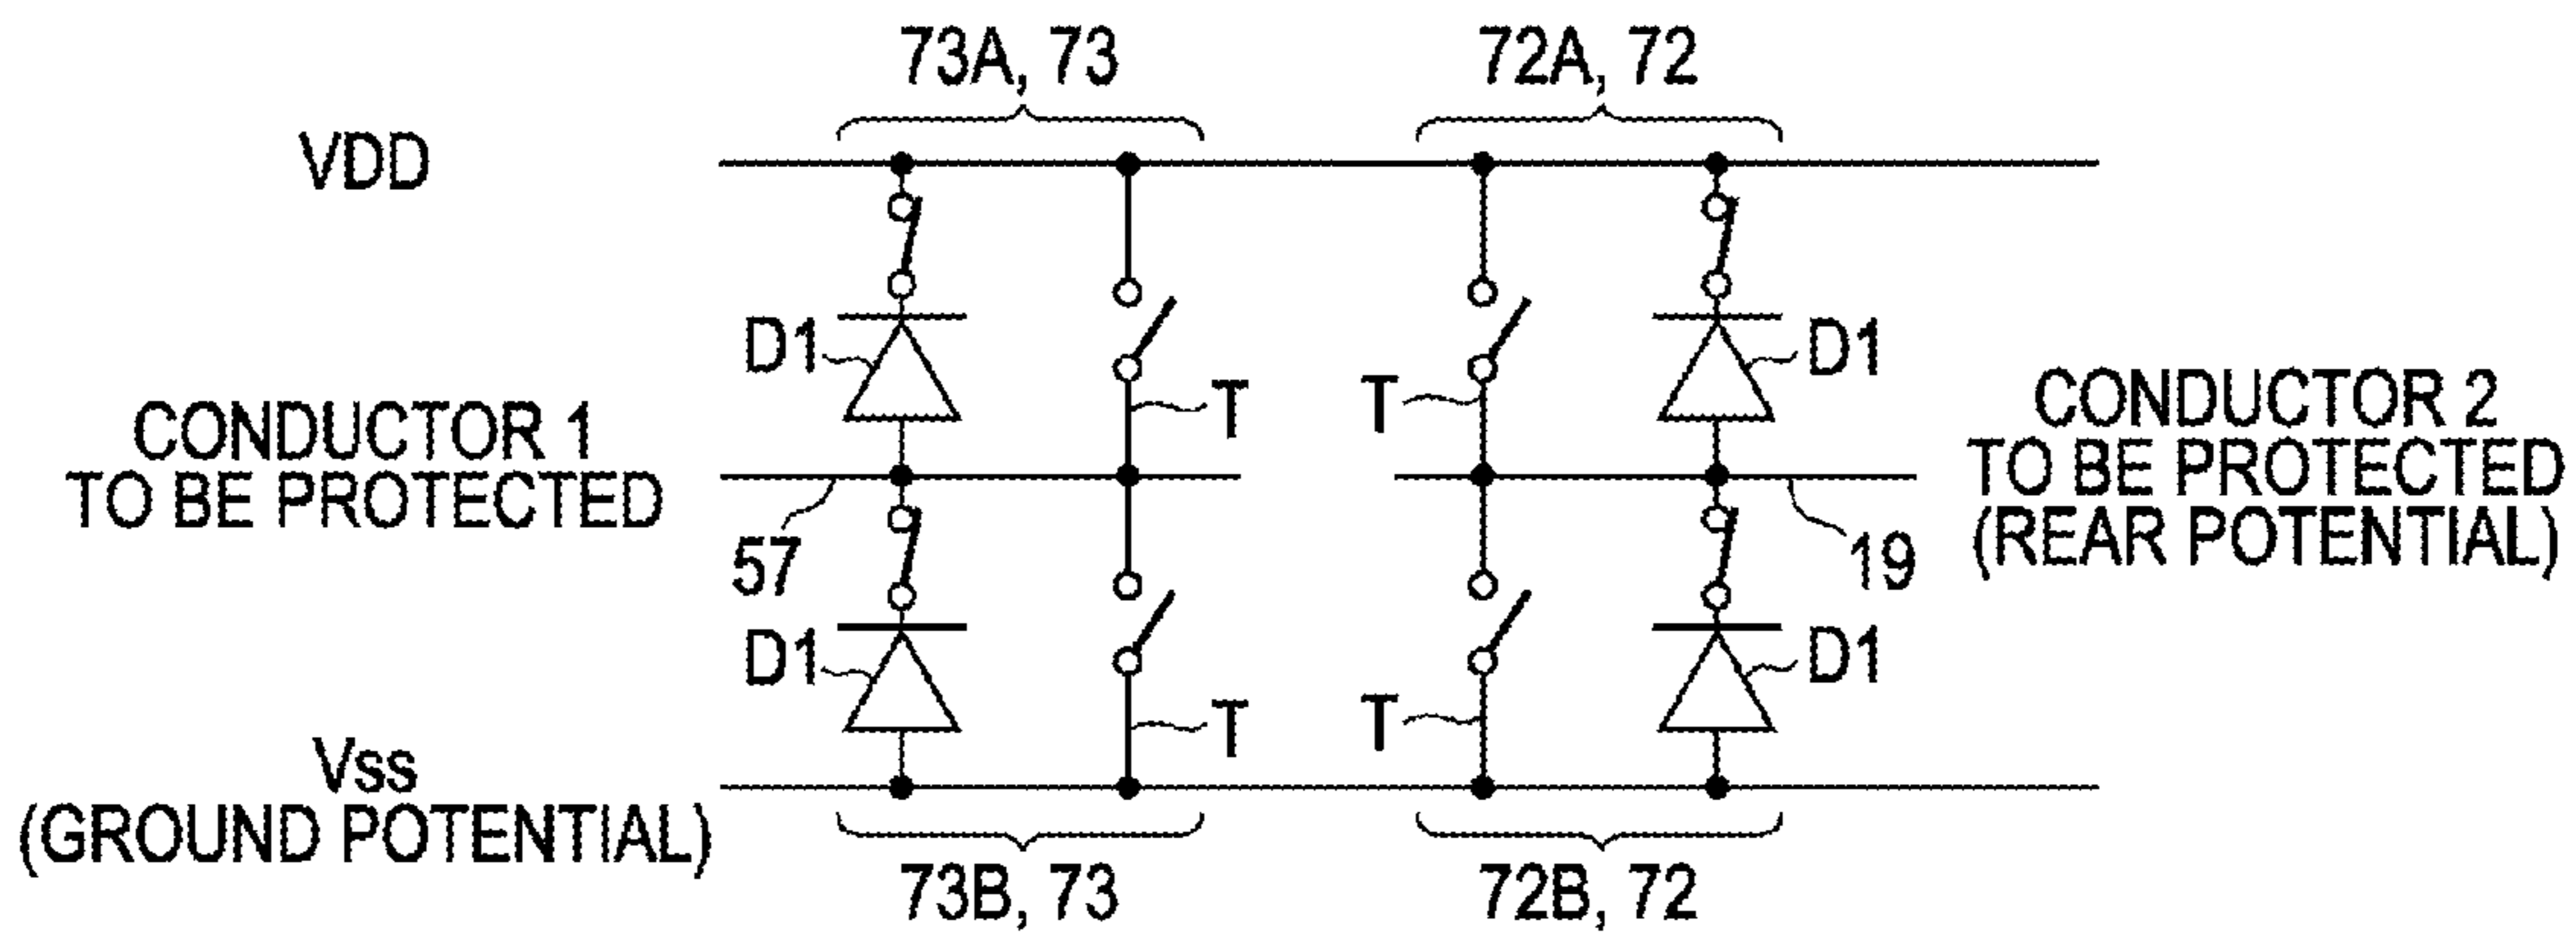 73A, 73
72A, 72
VDD
D1
D1
T
T
CONDUCTOR 1
TO BE PROTECTED
CONDUCTOR 2
TO BE PROTECTED
(REAR POTENTIAL)
57
19
D1
D1
T
T
Vss
(GROUND POTENTIAL)
73B, 73
72B, 72